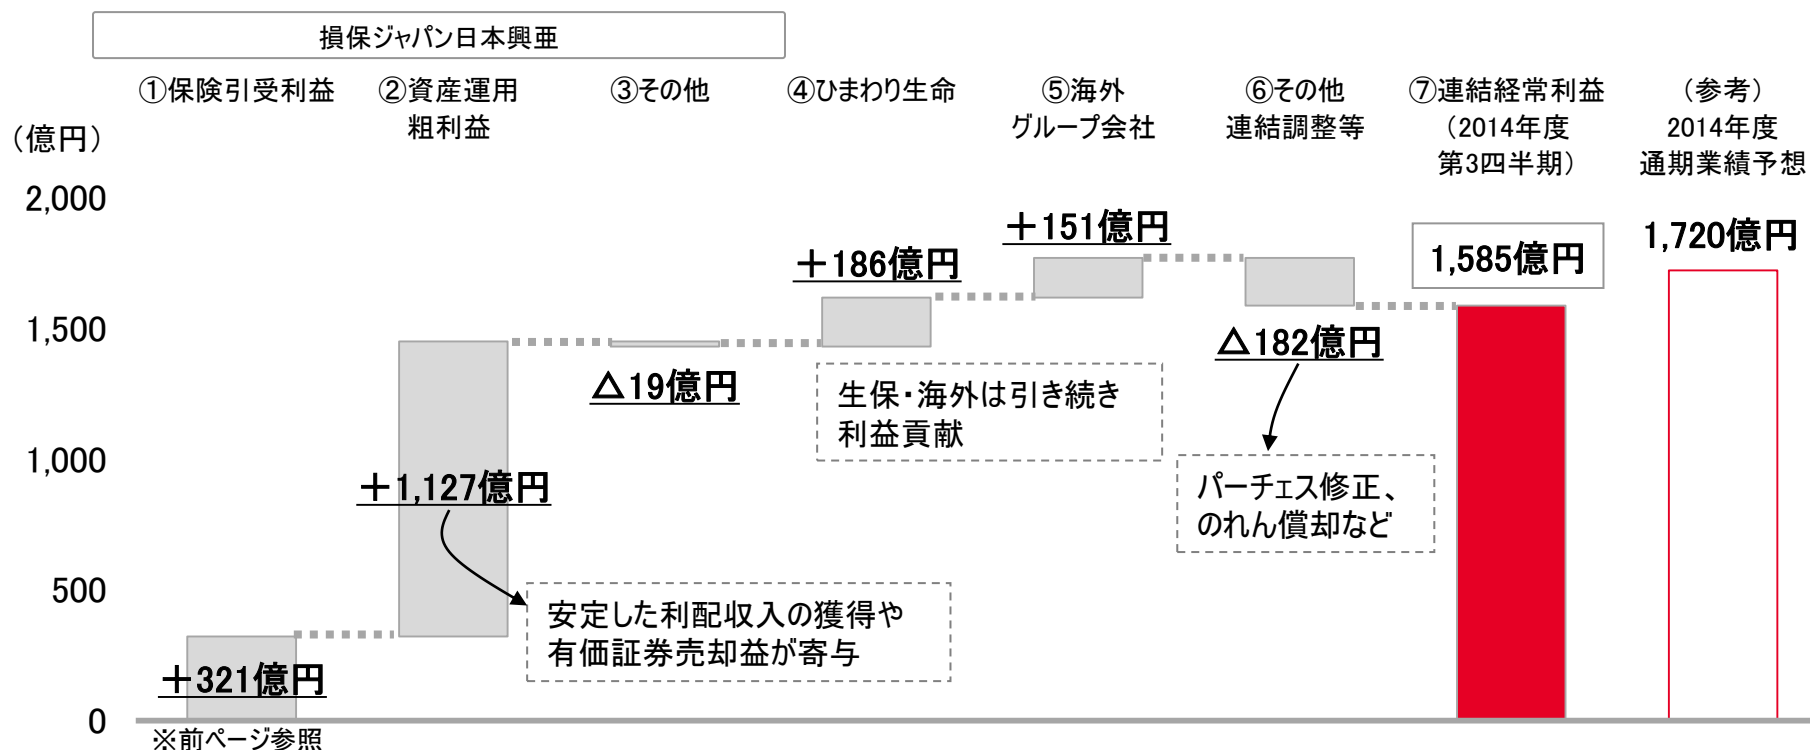 損保ジャパン日本興亜
①保険引受利益
②資産運用
粗利益
③その他
④ひまわり生命
⑤海外
グループ会社
⑥その他
連結調整等
⑦連結経常利益
（2014年度
第3四半期）
（参考）
2014年度
通期業績予想
（億円）
2,000
1,500
1,000
500
0
＋321億円
※前ページ参照
＋1,127億円
安定した利配収入の獲得や
有価証券売却益が寄与
△19億円
＋186億円
生保・海外は引き続き
利益貢献
＋151億円
△182億円
パーチェス修正、
のれん償却など
1,585億円
1,720億円